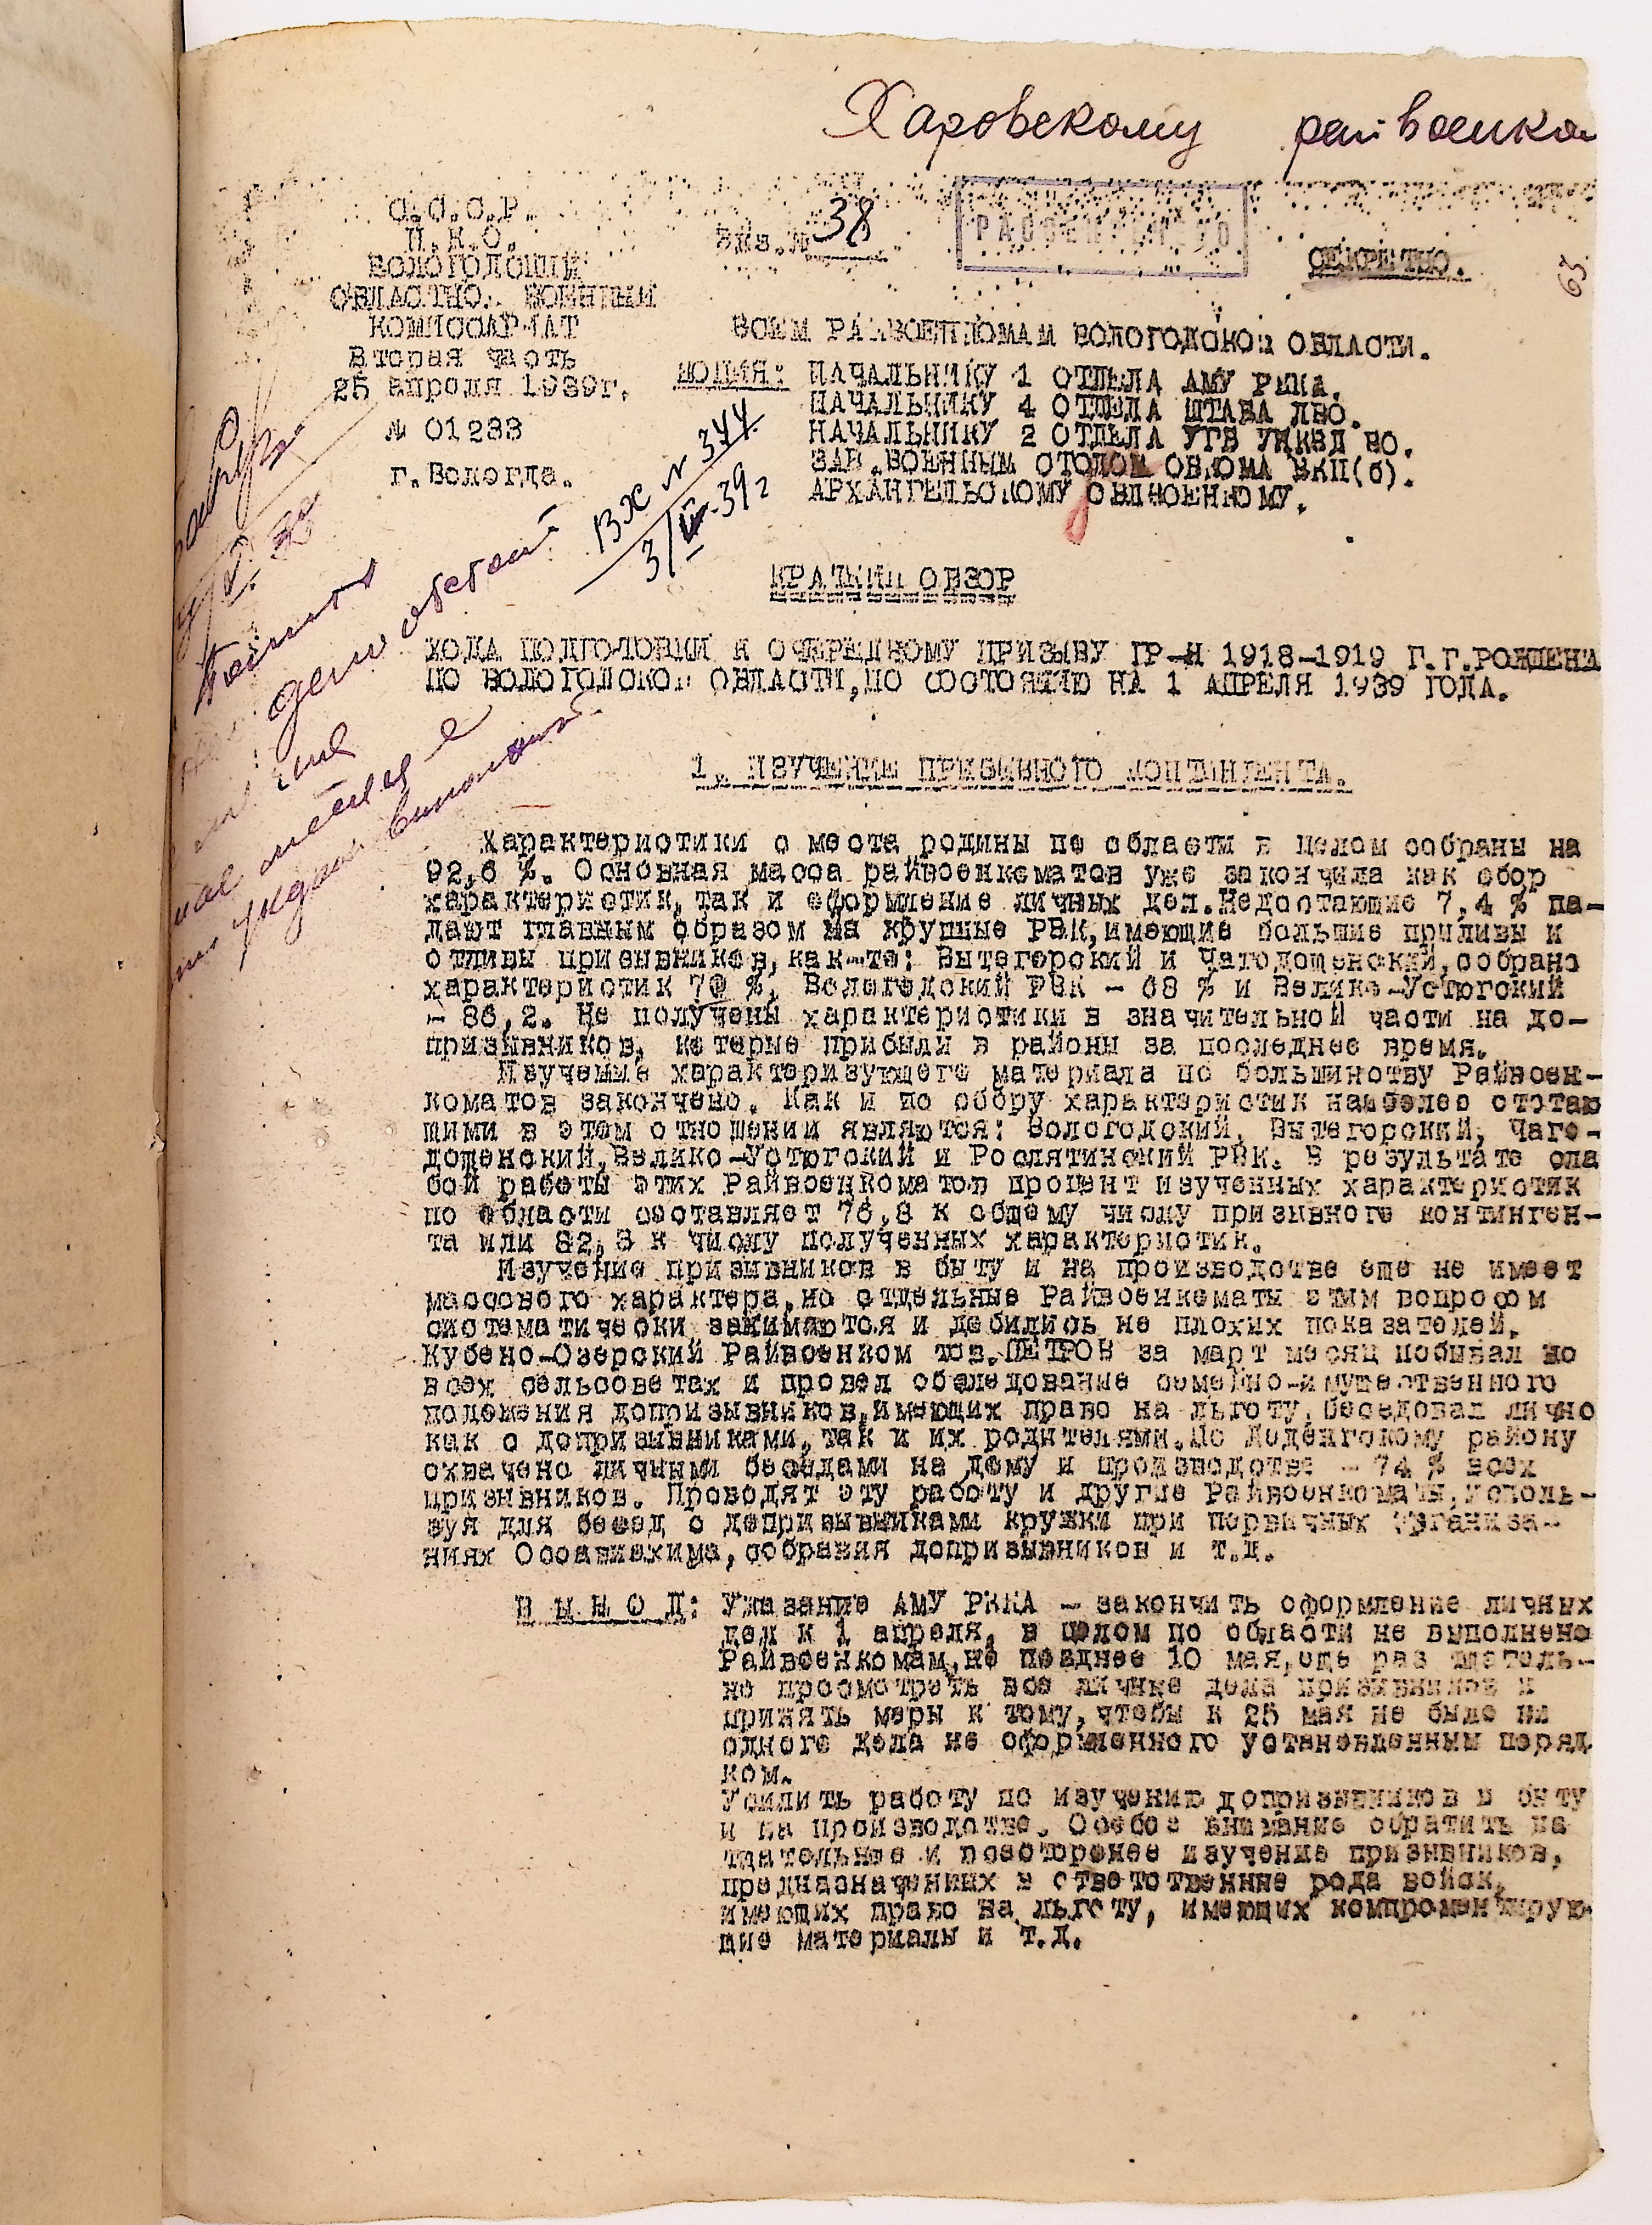 Харовскому райвоенком
С.С.С.Р.
Н.К.О.
ВОЛОГОДСКИЙ
ОБЛАСТНОЙ ВОЕННЫЙ
КОМИССАРИАТ
Вторая часть
25 апреля 1939г.
№ 01233
г.Вологда.
Экз.№ 38
РАССЕКРЕЧЕНО
СЕКРЕТНО.
63
ВСЕМ РАЙВОЕНКОМАМ ВОЛОГОДСКОЙ ОБЛАСТИ.
КОПИЯ: НАЧАЛЬНИКУ 1 ОТДЕЛА АМУ РККА.
НАЧАЛЬНИКУ 4 ОТДЕЛА ШТАБА ЛВО.
НАЧАЛЬНИКУ 2 ОТДЕЛА УГБ УНКВД ВО.
ЗАВ.ВОЕННЫМ ОТДЕЛОМ ОБКОМА ВКП(б).
АРХАНГЕЛЬСКОМУ ОБЛВОЕНКОМУ.
Вх № 344
КРАТКИЙ ОБЗОР
ХОДА ПОДГОТОВКИ К ОЧЕРЕДНОМУ ПРИЗЫВУ ГР-Н 1918-1919 Г.Г.РОЖДЕНИ
ПО ВОЛОГОДСКОЙ ОБЛАСТИ,ПО СОСТОЯНИЮ НА 1 АПРЕЛЯ 1939 ГОДА.
1. ИЗУЧЕНИЕ ПРИЗЫВНОГО КОНТИНГЕНТА.
Характеристики с места родины по области в целом собраны на
92,6 %. Основная масса райвоенкоматов уже закончила как сбор
характеристик,так и оформление личных дел.Недостающие 7,4 % па-
дают главным образом на крупные РВК,имеющие большие приливы и
отливы призывников,как-то: Вытегорский и Чагодощенский,собрано
характеристик 70 %, Вологодский РВК - 68 % и Велико-Устюгский
- 86,2. Не получены характеристики в значительной части на до-
призывников, которые прибыли в районы за последнее время.
Изучение характеризующего материала по большинству Райвоен-
коматов закончено. Как и по сбору характеристик наиболее отстаю
щими в этом отношении являются: Вологодский, Вытегорский, Чаго-
дощенский,Велико-Устюгский и Рослятинский РВК. В результате сла
бой работы этих Райвоенкоматов процент изученных характеристик
по области составляет 76,8 к общему числу призывного континген-
та или 82,8 к числу полученных характеристик.
Изучение призывников в быту и на производстве еще не имеет
массового характера,но отдельные Райвоенкоматы этим вопросом
систематически занимаются и добились не плохих показателей.
Кубено-Озерский Райвоенком тов.ПЕТРОВ за март месяц побывал во
всех сельсоветах и провел обследование семейно-имущественного
положения допризывников,имеющих право на льготу,беседовал лично
как с допризывниками,так и их родителями.По Леденгскому району
охвачено личными беседами на дому и производстве - 74 % всех
призывников. Проводят эту работу и другие Райвоенкоматы,исполь-
зуя для бесед с допризывниками кружки при первичных организа-
циях Осоавиахима,собрания допризывников и т.д.
В Ы В О Д: Указание АМУ РККА - закончить оформление личных
дел к 1 апреля, в целом по области не выполнено
Райвоенкомам,не позднее 10 мая,еще раз тщатель-
но просмотреть все личные дела призывников и
принять меры к тому,чтобы к 25 мая не было ни
одного дела не оформленного установленным поряд
ком.
Усилить работу по изучению допризывников в быту
и на производстве. Особое внимание обратить на
тщательное и всестороннее изучение призывников,
предназначенных в ответственные рода войск,
имеющих право на льготу, имеющих компрометирую-
щие материалы и т.д.